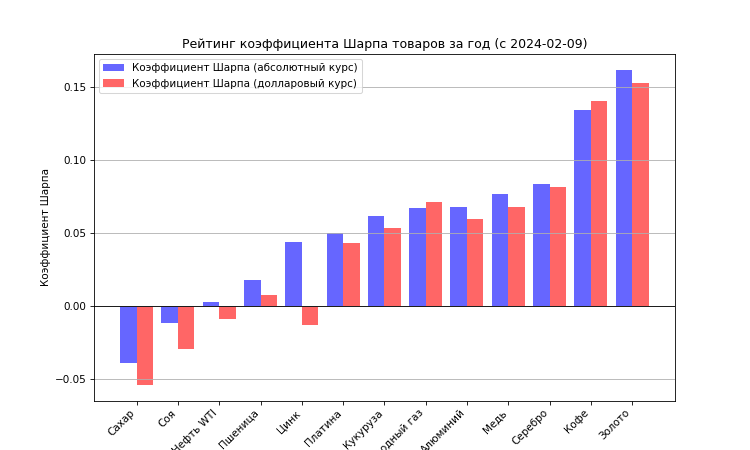 Рейтинг коэффициента Шарпа товаров за год (с 2024-02-09)
Коэффициент Шарпа (абсолютный курс)
Коэффициент Шарпа (долларовый курс)
Коэффициент Шарпа
0.15
0.10
0.05
0.00
−0.05
Сахар
Соя
Нефть WTI
Пшеница
Цинк
Платина
Кукуруза
одный газ
Алюминий
Медь
Серебро
Кофе
Золото